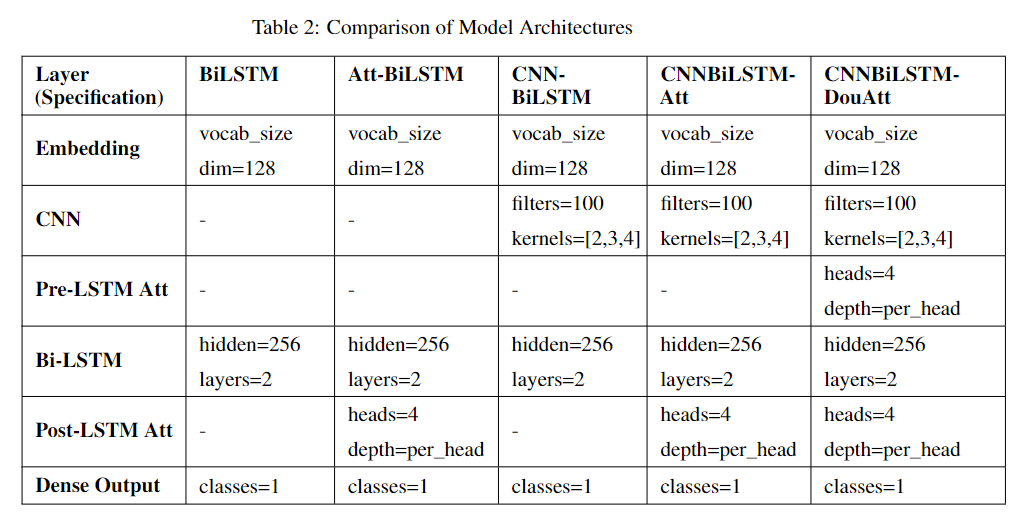 Table 2: Comparison of Model Architectures
Layer (Specification) BiLSTM Att-BiLSTM CNN-BiLSTM CNNBiLSTM-Att CNNBiLSTM-DouAtt
Embedding vocab_size dim=128 vocab_size dim=128 vocab_size dim=128 vocab_size dim=128 vocab_size dim=128
CNN - - filters=100 kernels=[2,3,4] filters=100 kernels=[2,3,4] filters=100 kernels=[2,3,4]
Pre-LSTM Att - - - - heads=4 depth=per_head
Bi-LSTM hidden=256 layers=2 hidden=256 layers=2 hidden=256 layers=2 hidden=256 layers=2 hidden=256 layers=2
Post-LSTM Att - heads=4 depth=per_head - heads=4 depth=per_head heads=4 depth=per_head
Dense Output classes=1 classes=1 classes=1 classes=1 classes=1